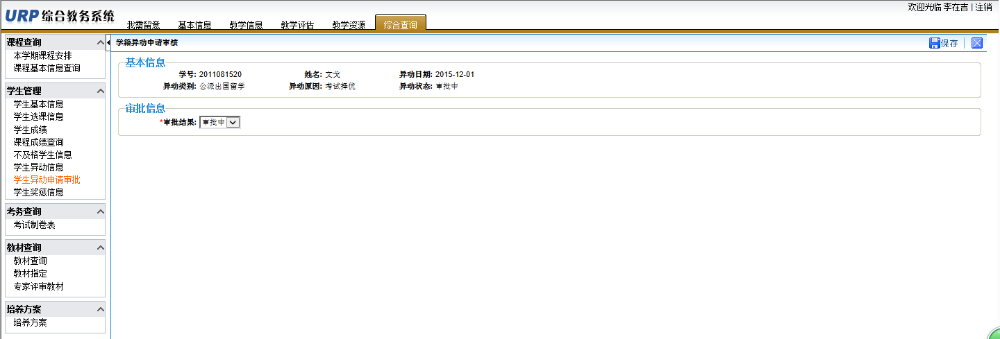 URP 综合教务系统
欢迎光临 李在吉 | 注销
我需留意 基本信息 教学信息 教学评估 教学资源 综合查询
课程查询
本学期课程安排
课程基本信息查询
学生管理
学生基本信息
学生选课信息
学生成绩
课程成绩查询
不及格学生信息
学生异动信息
学生异动申请审批
学生奖惩信息
考务查询
考试制卷表
教材查询
教材查询
教材指定
专家评审教材
培养方案
培养方案
学籍异动申请审核
保存
基本信息
学号: 2011081520 姓名: 文戈 异动日期: 2015-12-01
异动类别: 公派出国留学 异动原因: 考试择优 异动状态: 审批中
审批信息
*审批结果: 审批中